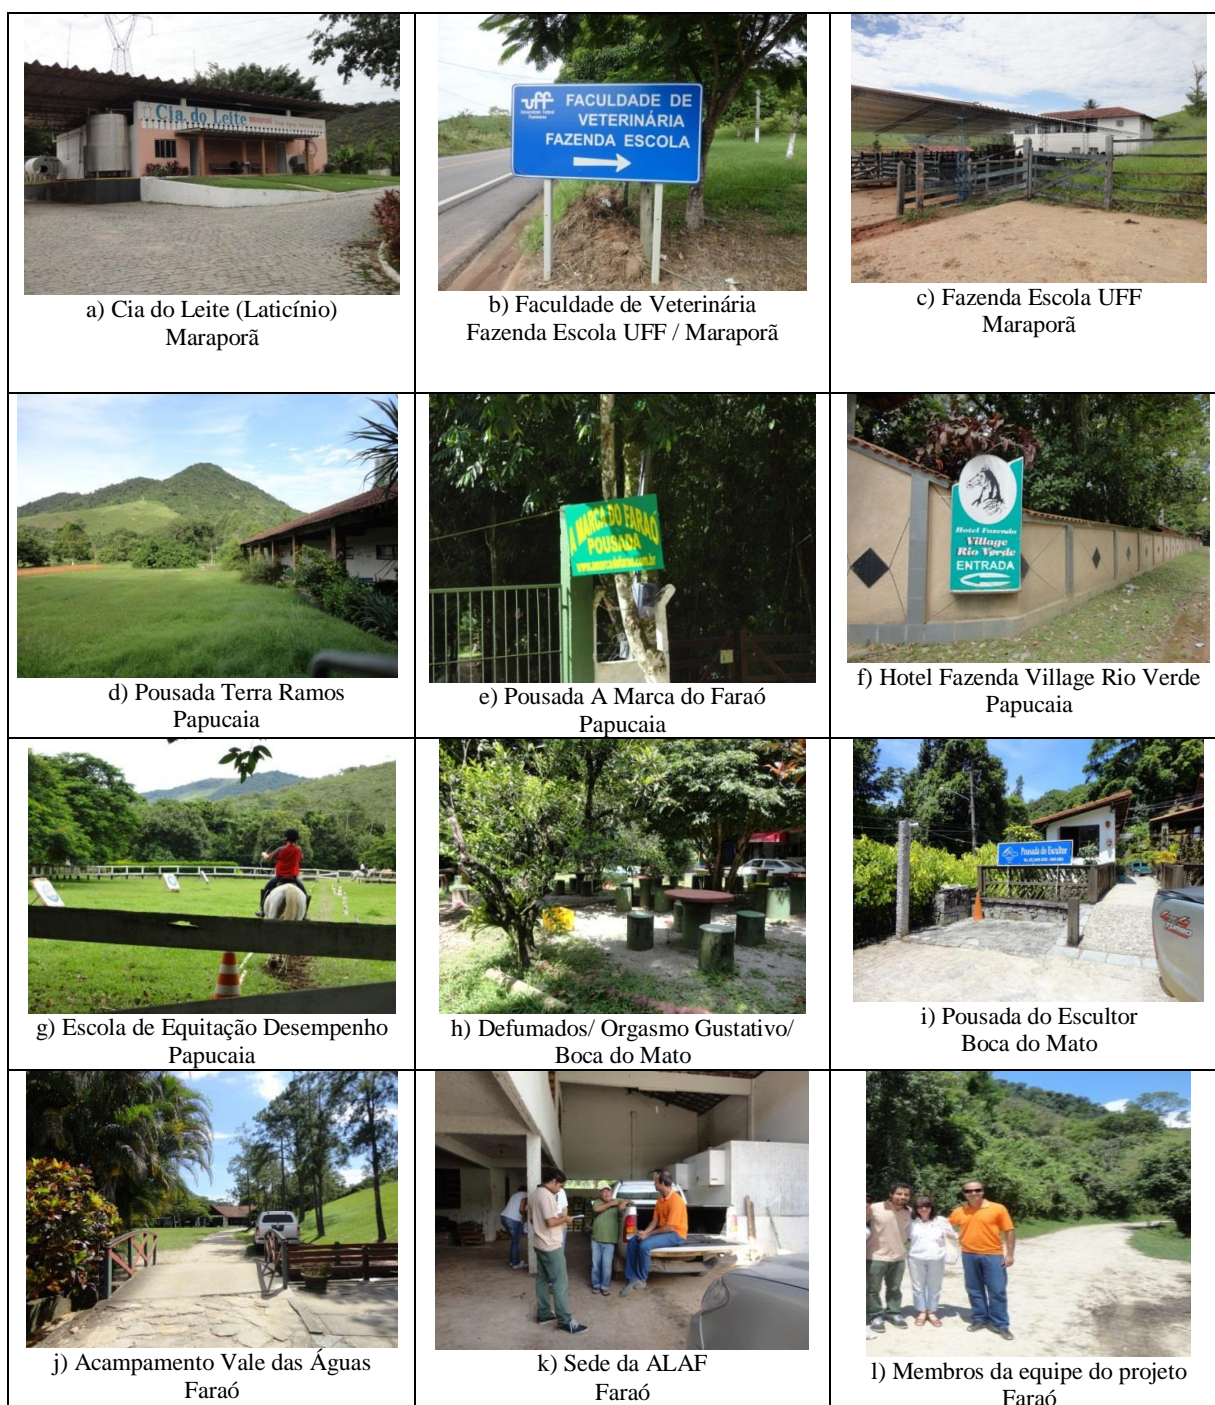 Cia do Leite
a) Cia do Leite (Laticínio)
Maraporã
uff
FACULDADE DE
VETERINÁRIA
FAZENDA ESCOLA
b) Faculdade de Veterinária
Fazenda Escola UFF / Maraporã
c) Fazenda Escola UFF
Maraporã
d) Pousada Terra Ramos
Papucaia
A MARCA DO FARAÓ
POUSADA
e) Pousada A Marca do Faraó
Papucaia
Hotel Fazenda
Village
Rio Verde
ENTRADA
f) Hotel Fazenda Village Rio Verde
Papucaia
g) Escola de Equitação Desempenho
Papucaia
h) Defumados/ Orgasmo Gustativo/
Boca do Mato
Pousada do Escultor
4x4
TURBO
i) Pousada do Escultor
Boca do Mato
j) Acampamento Vale das Águas
Faraó
k) Sede da ALAF
Faraó
l) Membros da equipe do projeto
Faraó